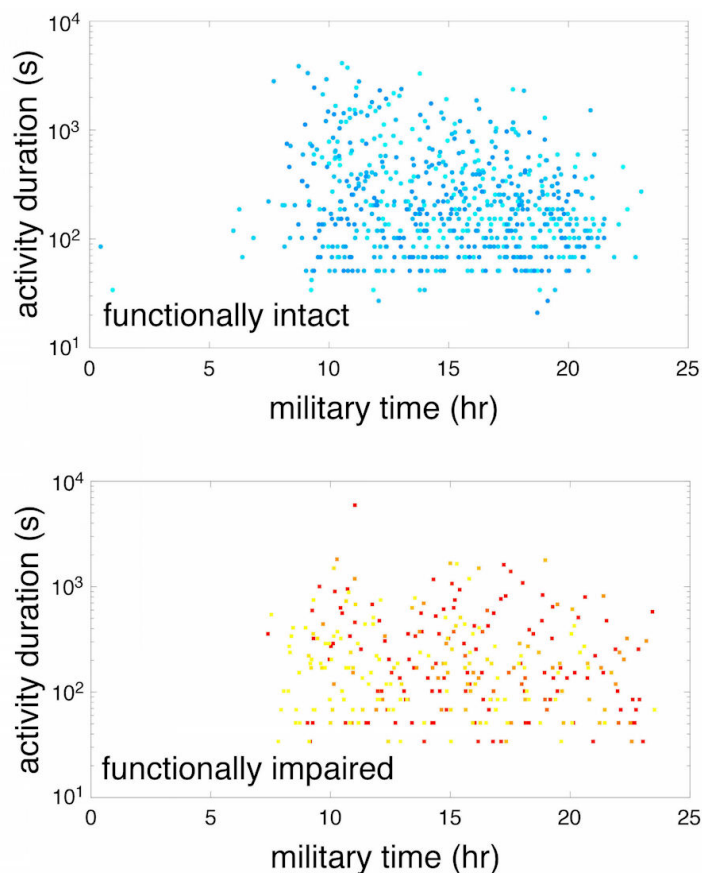 10⁴
10³
10²
10¹
activity duration (s)
functionally intact
0 5 10 15 20 25
military time (hr)
10⁴
10³
10²
10¹
activity duration (s)
functionally impaired
0 5 10 15 20 25
military time (hr)